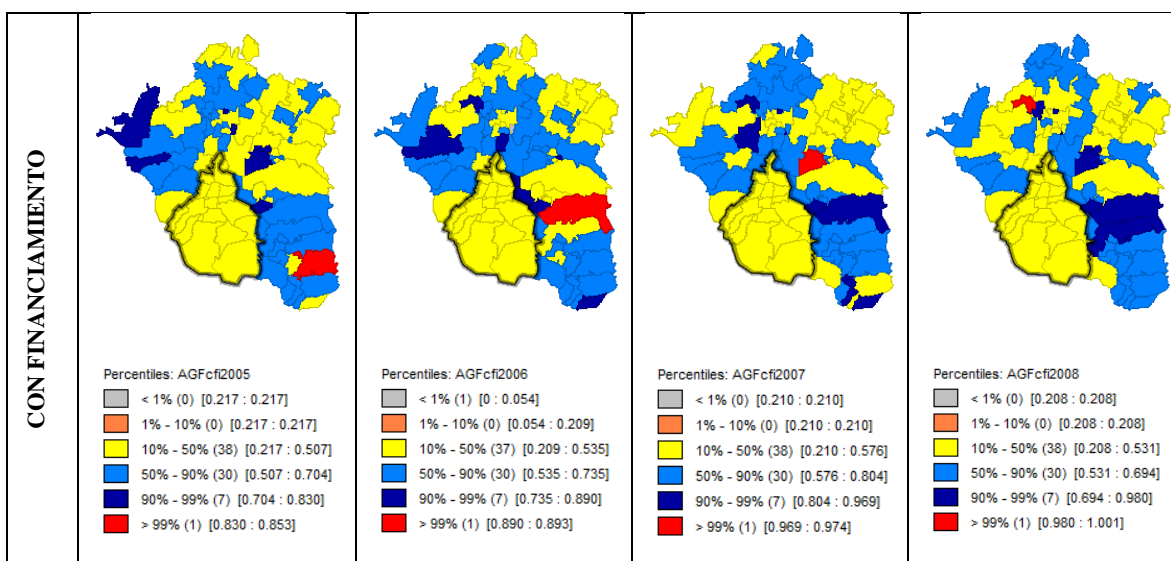 CON FINANCIAMIENTO
Percentiles: AGFcfi2005
< 1% (0) [0.217 : 0.217]
1% - 10% (0) [0.217 : 0.217]
10% - 50% (38) [0.217 : 0.507]
50% - 90% (30) [0.507 : 0.704]
90% - 99% (7) [0.704 : 0.830]
> 99% (1) [0.830 : 0.853]
Percentiles: AGFcfi2006
< 1% (1) [0 : 0.054]
1% - 10% (0) [0.054 : 0.209]
10% - 50% (37) [0.209 : 0.535]
50% - 90% (30) [0.535 : 0.735]
90% - 99% (7) [0.735 : 0.890]
> 99% (1) [0.890 : 0.893]
Percentiles: AGFcfi2007
< 1% (0) [0.210 : 0.210]
1% - 10% (0) [0.210 : 0.210]
10% - 50% (38) [0.210 : 0.576]
50% - 90% (30) [0.576 : 0.804]
90% - 99% (7) [0.804 : 0.969]
> 99% (1) [0.969 : 0.974]
Percentiles: AGFcfi2008
< 1% (0) [0.208 : 0.208]
1% - 10% (0) [0.208 : 0.208]
10% - 50% (38) [0.208 : 0.531]
50% - 90% (30) [0.531 : 0.694]
90% - 99% (7) [0.694 : 0.980]
> 99% (1) [0.980 : 1.001]